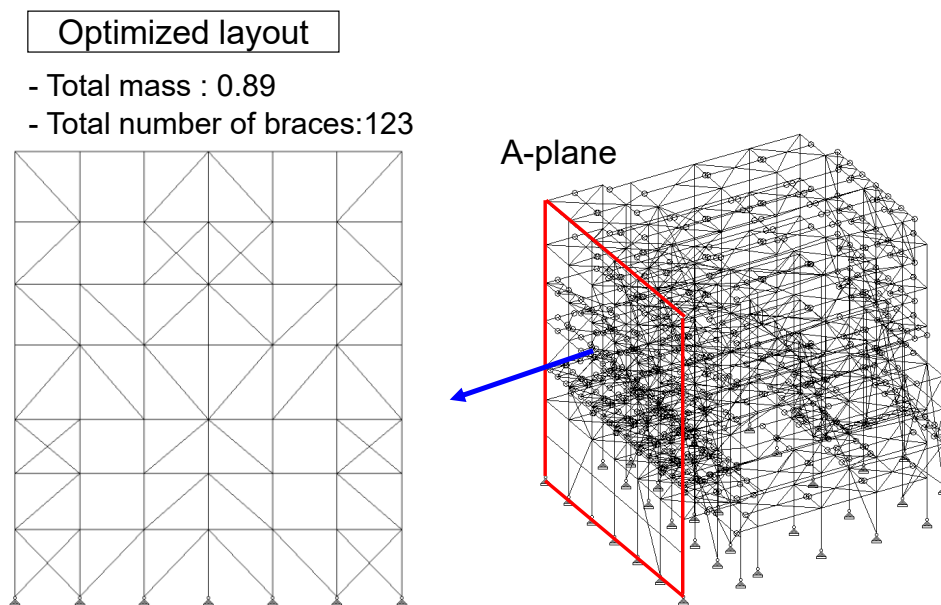 Optimized layout
- Total mass : 0.89
- Total number of braces:123
A-plane